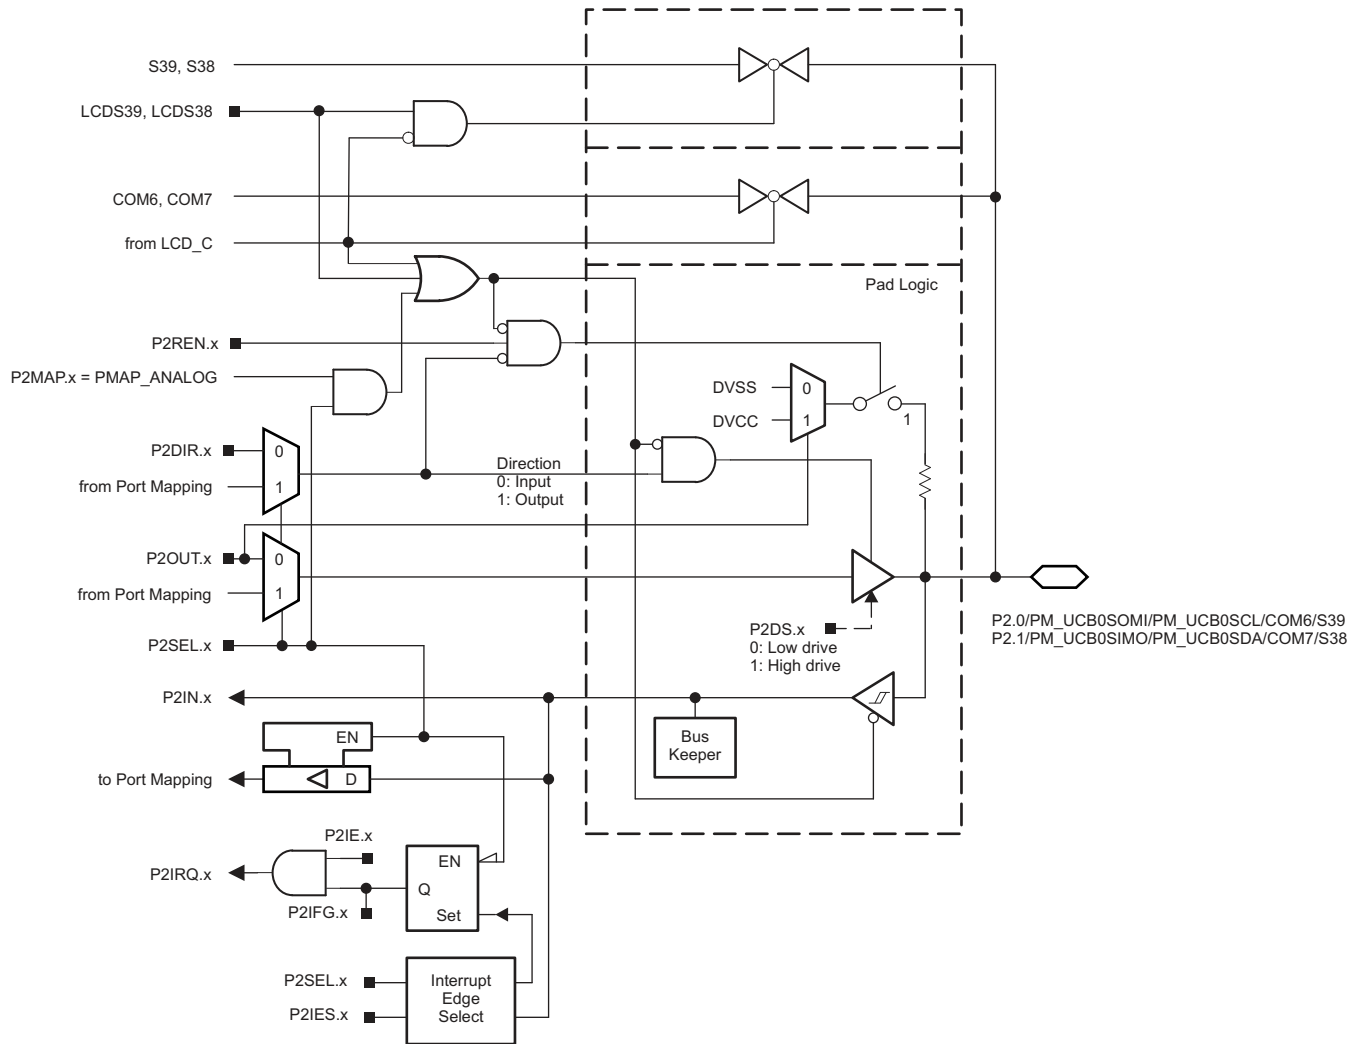 S39, S38
LCDS39, LCDS38
COM6, COM7
from LCD_C
Pad Logic
P2REN.x
P2MAP.x = PMAP_ANALOG
DVSS
0
DVCC
1
1
P2DIR.x
0
from Port Mapping
1
Direction
0: Input
1: Output
P2OUT.x
0
from Port Mapping
1
P2SEL.x
P2DS.x
0: Low drive
1: High drive
P2.0/PM_UCB0SOMI/PM_UCB0SCL/COM6/S39
P2.1/PM_UCB0SIMO/PM_UCB0SDA/COM7/S38
P2IN.x
Bus
Keeper
EN
to Port Mapping
D
P2IE.x
P2IRQ.x
EN
Q
P2IFG.x
Set
P2SEL.x
P2IES.x
Interrupt
Edge
Select